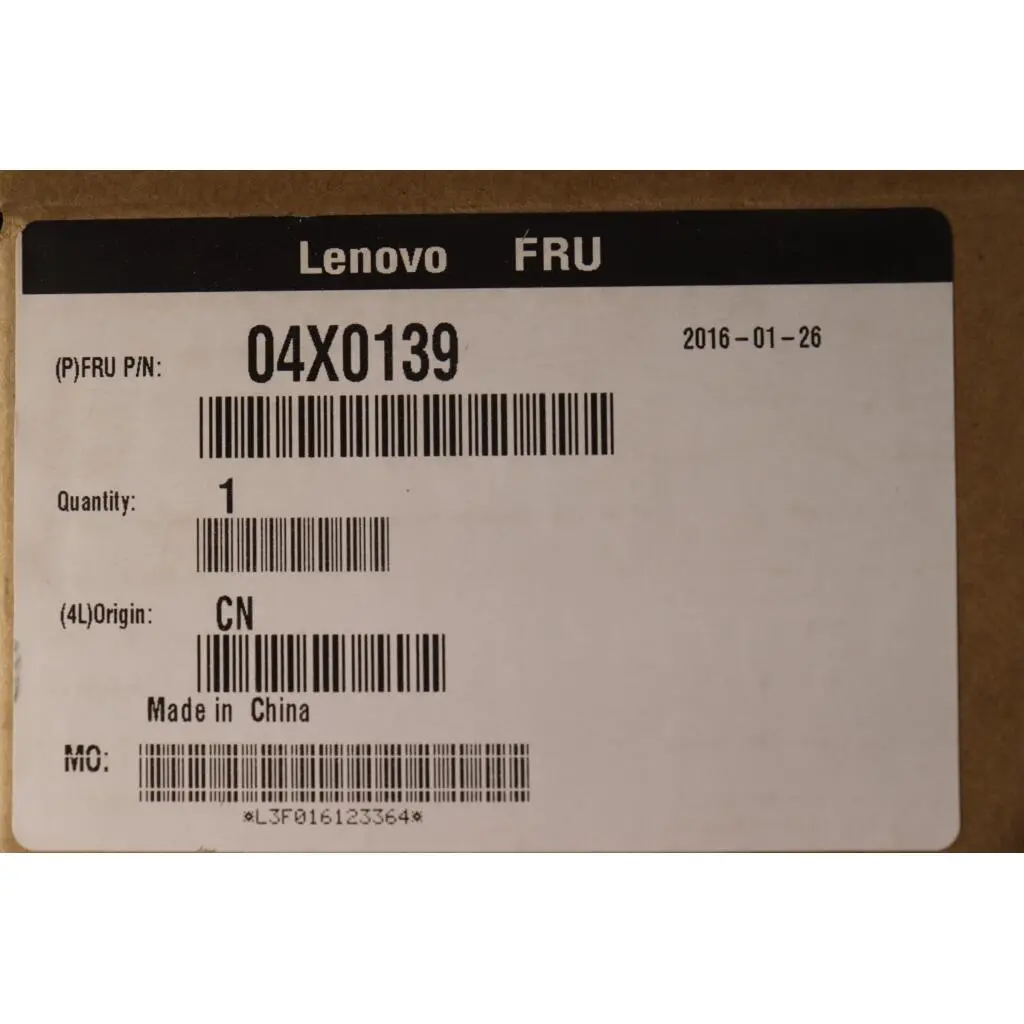 Lenovo FRU
(P)FRU P/N: 04X0139 2016-01-26
Quantity: 1
(4L)Origin: CN
Made in China
MO:
*L3F016123364*